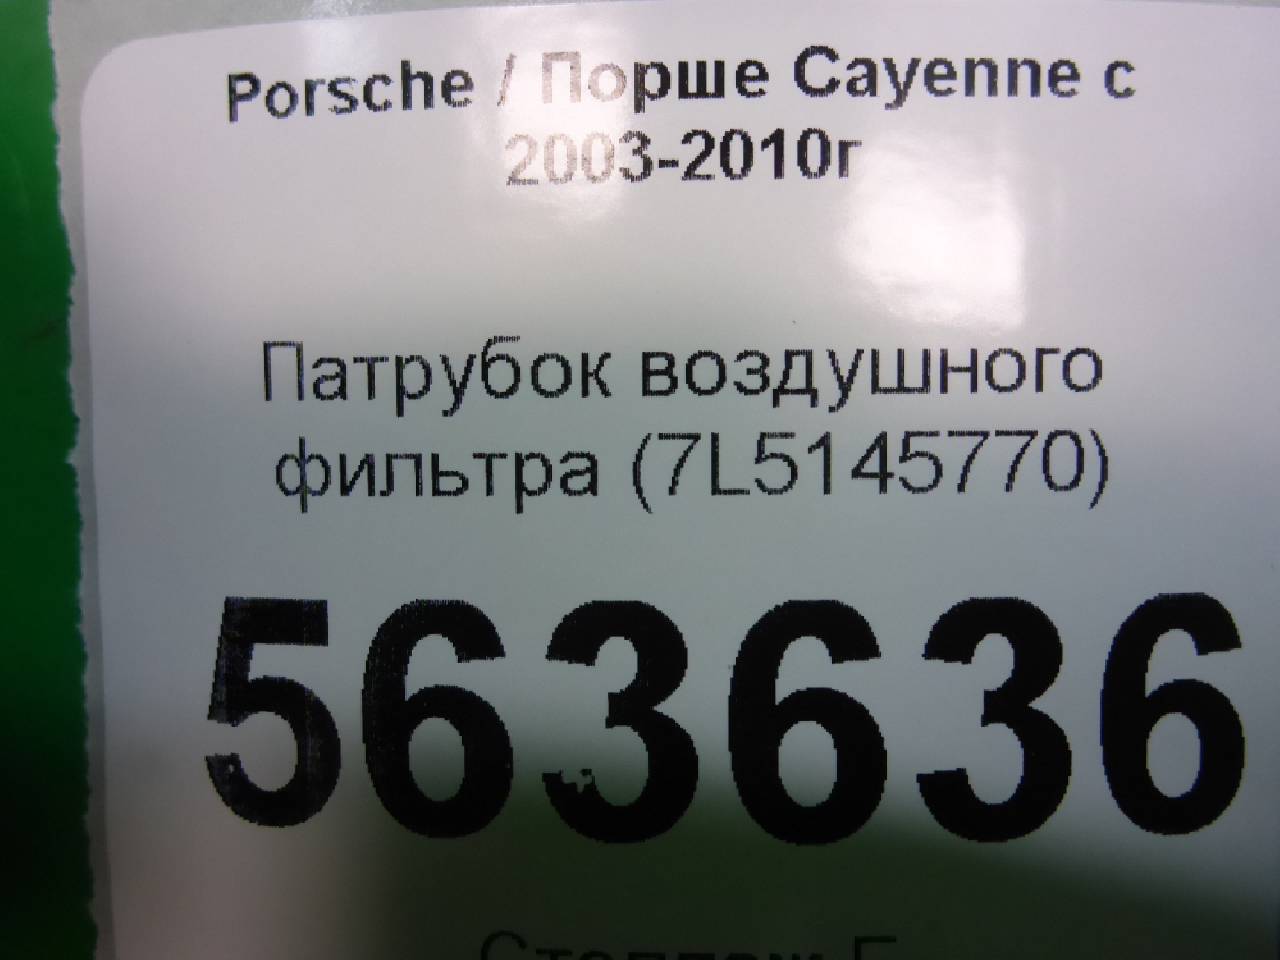 Porsche / Порше Cayenne с
2003-2010г
Патрубок воздушного
фильтра (7L5145770)
563636